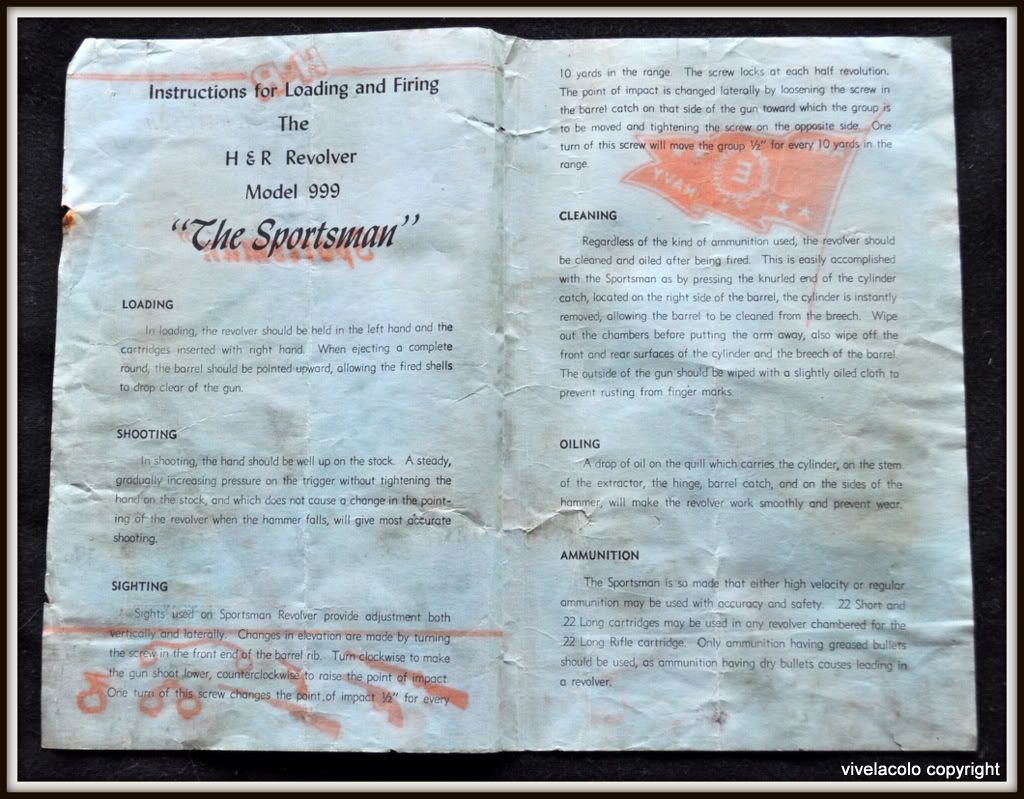 Instructions for Loading and Firing
The
H & R Revolver
Model 999
"The Sportsman"
LOADING
In loading, the revolver should be held in the left hand and the
cartridges inserted with right hand. When ejecting a complete
round, the barrel should be pointed upward, allowing the fired shells
to drop clear of the gun.
SHOOTING
In shooting, the hand should be well up on the stock. A steady,
gradually increasing pressure on the trigger without tightening the
hand on the stock, and which does not cause a change in the point-
ing of the revolver when the hammer falls, will give most accurate
shooting.
SIGHTING
Sights used on Sportsman Revolver provide adjustment both
vertically and laterally. Changes in elevation are made by turning
the screw in the front end of the barrel rib. Turn clockwise to make
the gun shoot lower, counterclockwise to raise the point of impact
One turn of this screw changes the point of impact ½" for every
10 yards in the range. The screw locks at each half revolution.
The point of impact is changed laterally by loosening the screw in
the barrel catch on that side of the gun toward which the group is
to be moved and tightening the screw on the opposite side. One
turn of this screw will move the group ½" for every 10 yards in the
range.
CLEANING
Regardless of the kind of ammunition used, the revolver should
be cleaned and oiled after being fired. This is easily accomplished
with the Sportsman as by pressing the knurled end of the cylinder
catch, located on the right side of the barrel, the cylinder is instantly
removed, allowing the barrel to be cleaned from the breech. Wipe
out the chambers before putting the arm away, also wipe off the
front and rear surfaces of the cylinder and the breech of the barrel
The outside of the gun should be wiped with a slightly oiled cloth to
prevent rusting from finger marks.
OILING
A drop of oil on the quill which carries the cylinder, on the stem
of the extractor, the hinge, barrel catch, and on the sides of the
hammer, will make the revolver work smoothly and prevent wear.
AMMUNITION
The Sportsman is so made that either high velocity or regular
ammunition may be used with accuracy and safety. .22 Short and
.22 Long cartridges may be used in any revolver chambered for the
.22 Long Rifle cartridge. Only ammunition having greased bullets
should be used, as ammunition having dry bullets causes leading in
a revolver.
H&R
Sportsman
E
NAVY
vivelacolo copyright